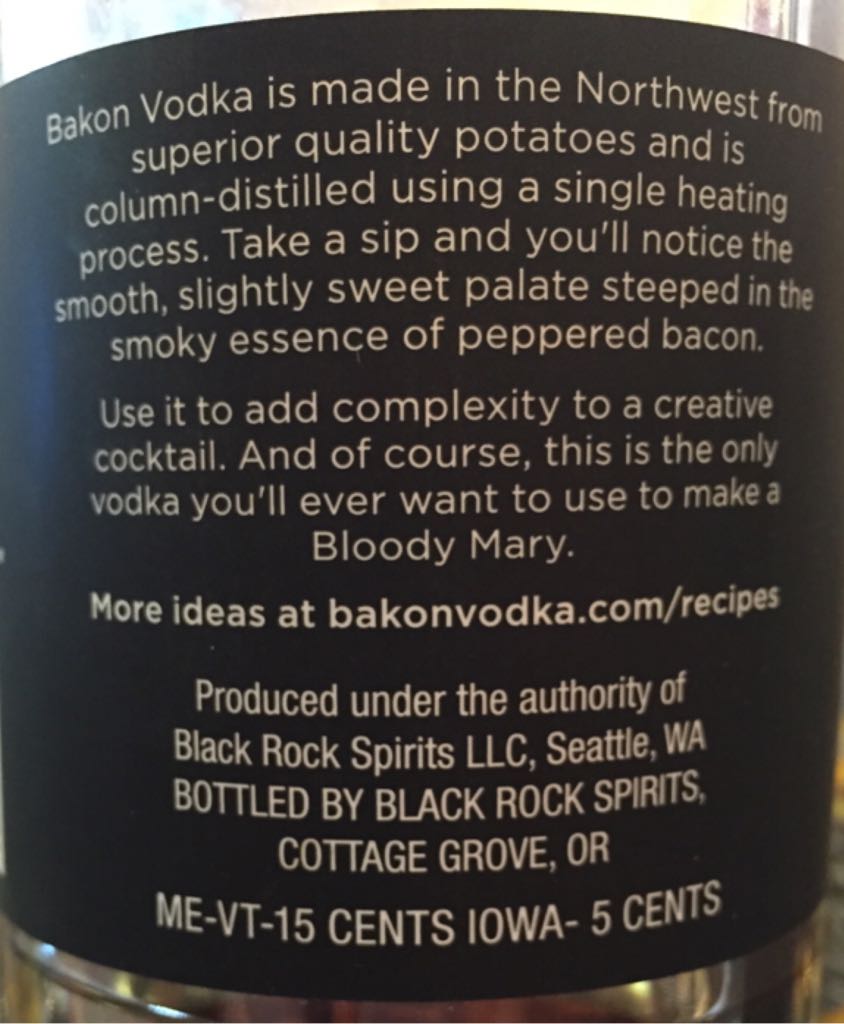 Bakon Vodka is made in the Northwest from
superior quality potatoes and is
column-distilled using a single heating
process. Take a sip and you'll notice the
smooth, slightly sweet palate steeped in the
smoky essence of peppered bacon.
Use it to add complexity to a creative
cocktail. And of course, this is the only
vodka you'll ever want to use to make a
Bloody Mary.
More ideas at bakonvodka.com/recipes
Produced under the authority of
Black Rock Spirits LLC, Seattle, WA
BOTTLED BY BLACK ROCK SPIRITS,
COTTAGE GROVE, OR
ME-VT-15 CENTS IOWA- 5 CENTS